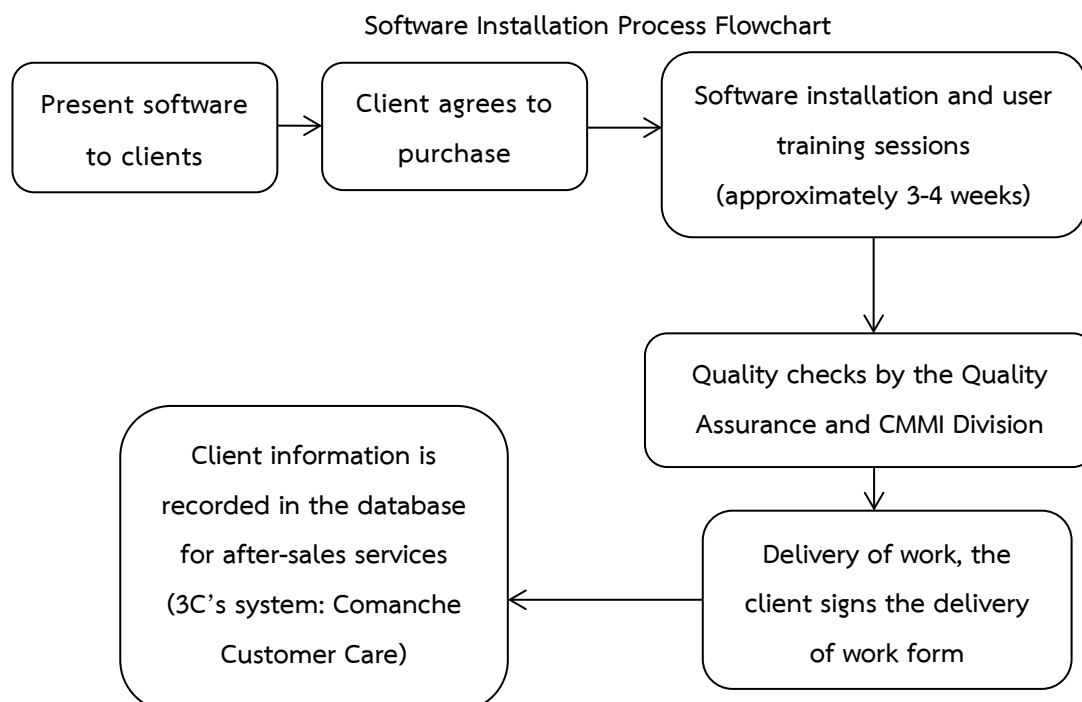 Software Installation Process Flowchart
Present software
to clients
Client agrees to
purchase
Software installation and user
training sessions
(approximately 3-4 weeks)
Quality checks by the Quality
Assurance and CMMI Division
Delivery of work, the
client signs the delivery
of work form
Client information is
recorded in the database
for after-sales services
(3C’s system: Comanche
Customer Care)